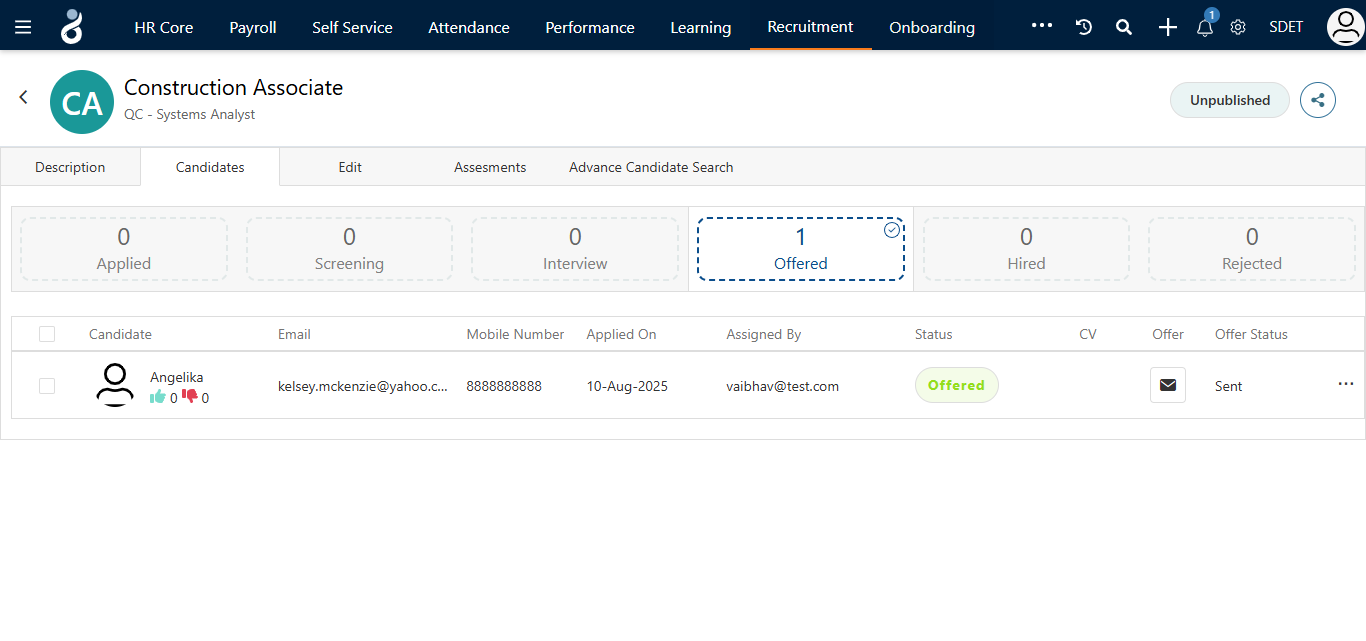 HR Core Payroll Self Service Attendance Performance Learning Recruitment Onboarding 1 SDET
CA Construction Associate
QC - Systems Analyst
Unpublished
Description Candidates Edit Assesments Advance Candidate Search
0 0 0 1 0 0
Applied Screening Interview Offered Hired Rejected
Candidate Email Mobile Number Applied On Assigned By Status CV Offer Offer Status
Angelika
0 0
kelsey.mckenzie@yahoo.c... 8888888888 10-Aug-2025 vaibhav@test.com Offered Sent